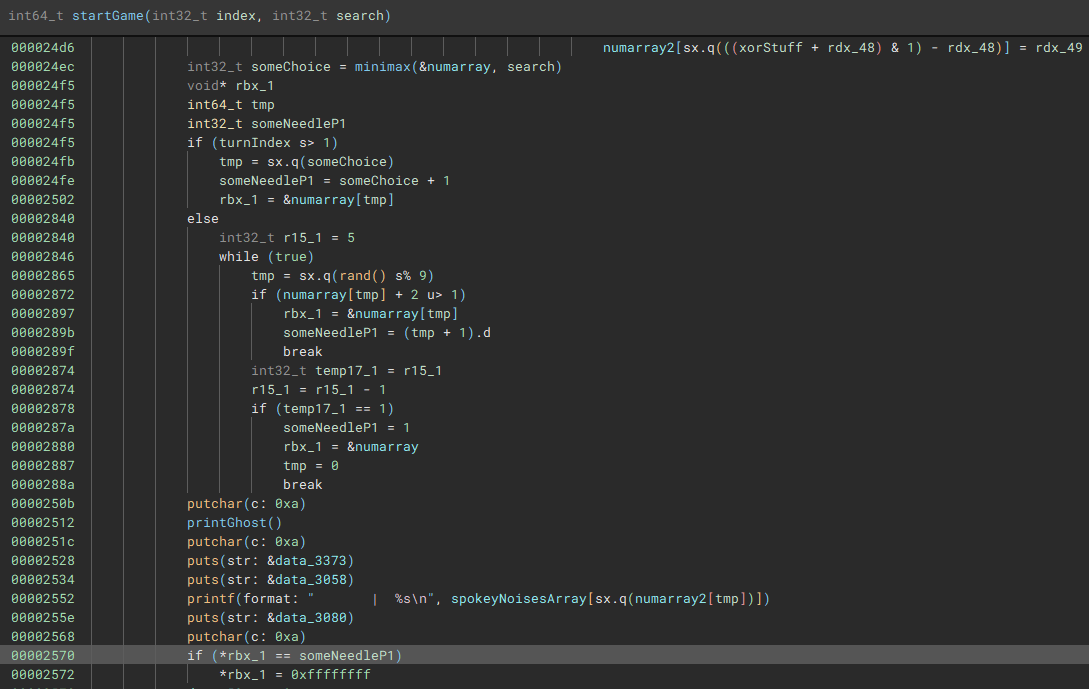 int64_t startGame(int32_t index, int32_t search)
000024d6 numarray2[sx.q(((xorStuff + rdx_48) & 1) - rdx_48)] = rdx_49
000024ec int32_t someChoice = minimax(&numarray, search)
000024f5 void* rbx_1
000024f5 int64_t tmp
000024f5 int32_t someNeedleP1
000024f5 if (turnIndex s> 1)
000024fb tmp = sx.q(someChoice)
000024fe someNeedleP1 = someChoice + 1
00002502 rbx_1 = &numarray[tmp]
00002840 else
00002840 int32_t r15_1 = 5
00002846 while (true)
00002865 tmp = sx.q(rand() s% 9)
00002872 if (numarray[tmp] + 2 u> 1)
00002897 rbx_1 = &numarray[tmp]
0000289b someNeedleP1 = (tmp + 1).d
0000289f break
00002874 int32_t temp17_1 = r15_1
00002874 r15_1 = r15_1 - 1
00002878 if (temp17_1 == 1)
0000287a someNeedleP1 = 1
00002880 rbx_1 = &numarray
00002887 tmp = 0
0000288a break
0000250b putchar(c: 0xa)
00002512 printGhost()
0000251c putchar(c: 0xa)
00002528 puts(str: &data_3373)
00002534 puts(str: &data_3058)
00002552 printf(format: "       |  %s\n", spokeyNoisesArray[sx.q(numarray2[tmp])])
0000255e puts(str: &data_3080)
00002568 putchar(c: 0xa)
00002570 if (*rbx_1 == someNeedleP1)
00002572 *rbx_1 = 0xffffffff